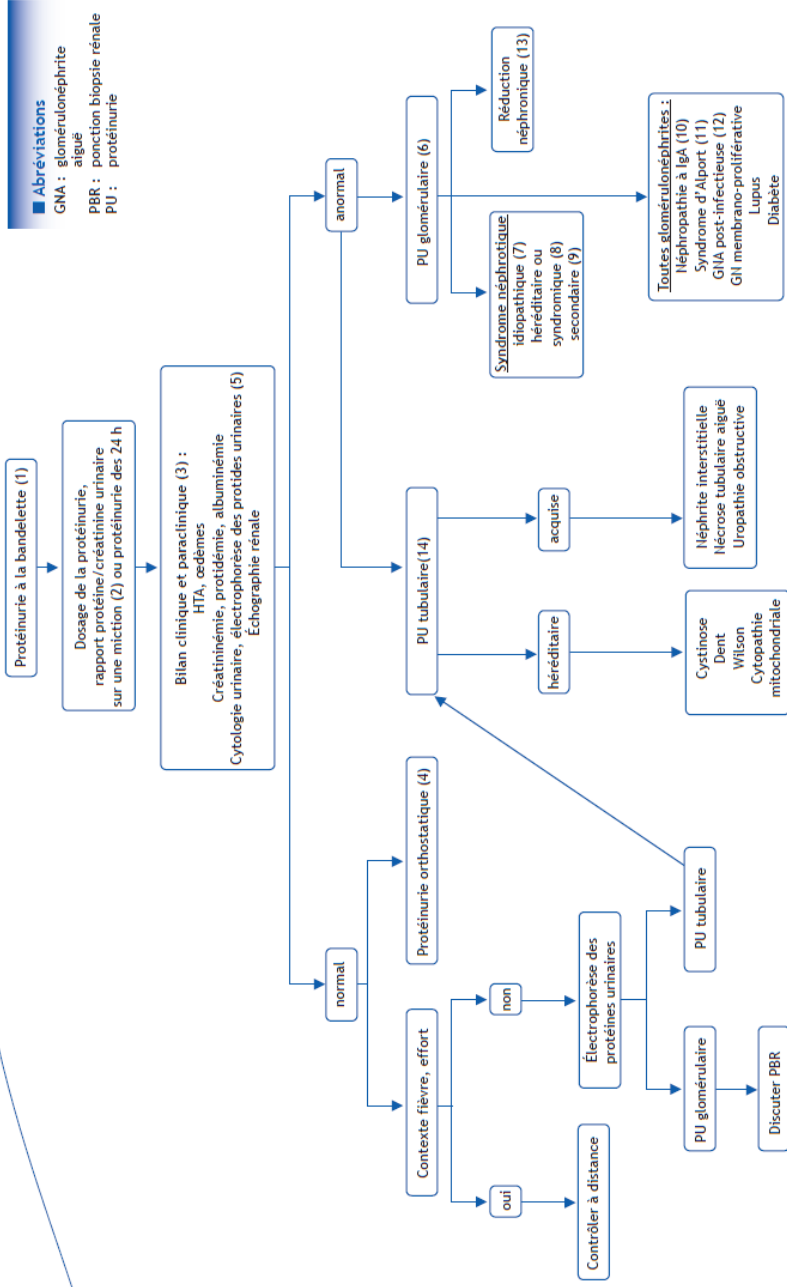 ■ Abréviations
GNA : glomérulonéphrite
aiguë
PBR : ponction biopsie rénale
PU : protéinurie
Protéinurie à la bandelette (1)
Dosage de la protéinurie,
rapport protéine/créatinine urinaire
sur une miction (2) ou protéinurie des 24 h
Bilan clinique et paraclinique (3) :
HTA, œdèmes
Créatininémie, protidémie, albuminémie
Cytologie urinaire, électrophorèse des protides urinaires (5)
Échographie rénale
normal
anormal
Contexte fièvre, effort
Protéinurie orthostatique (4)
PU tubulaire(14)
PU glomérulaire (6)
oui
non
héréditaire
acquise
Syndrome néphrotique
idiopathique (7)
héréditaire ou
syndromique (8)
secondaire (9)
Réduction
néphronique (13)
Contrôler à distance
Électrophorèse des
protéines urinaires
PU glomérulaire
PU tubulaire
Discuter PBR
Cystinose
Dent
Wilson
Cytopathie
mitochondriale
Néphrite interstitielle
Nécrose tubulaire aiguë
Uropathie obstructive
Toutes glomérulonéphrites :
Néphropathie à IgA (10)
Syndrome d'Alport (11)
GNA post-infectieuse (12)
GN membrano-proliférative
Lupus
Diabète